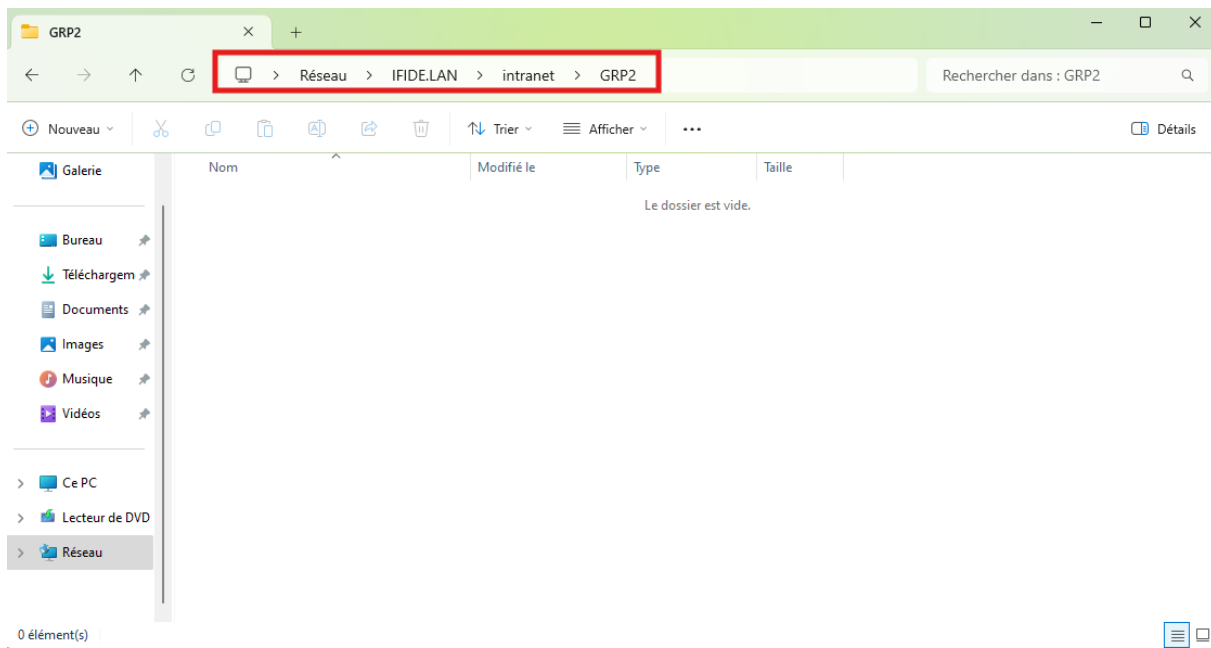 GRP2
Réseau > IFIDE.LAN > intranet > GRP2
Rechercher dans : GRP2
Nouveau
Trier
Afficher
Détails
Galerie
Nom
Modifié le
Type
Taille
Le dossier est vide.
Bureau
Téléchargem
Documents
Images
Musique
Vidéos
Ce PC
Lecteur de DVD
Réseau
0 élément(s)